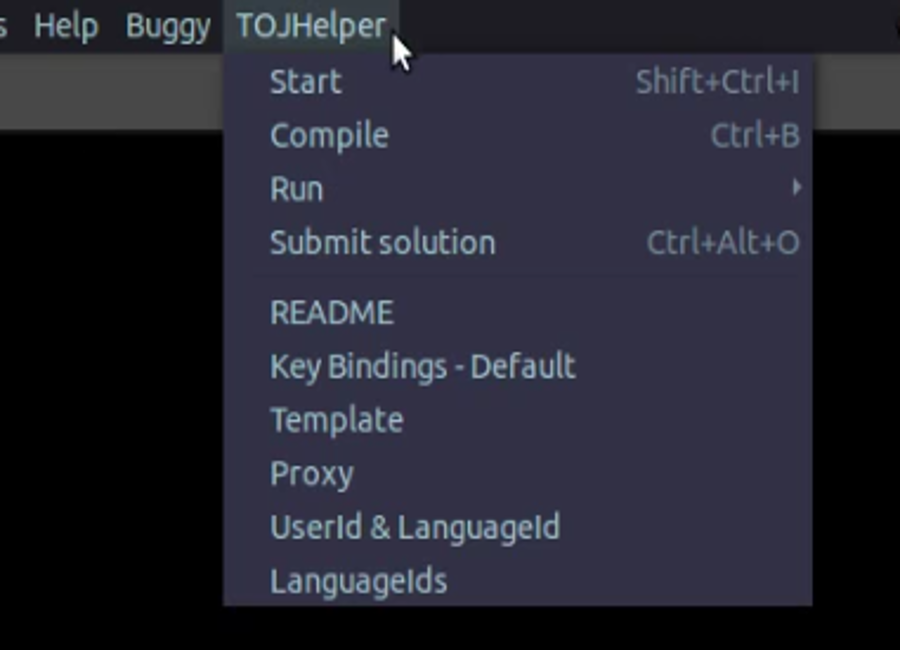 s Help Buggy TOJHelper
Start Shift+Ctrl+I
Compile Ctrl+B
Run
Submit solution Ctrl+Alt+O
README
Key Bindings - Default
Template
Proxy
UserId & LanguageId
LanguageIds